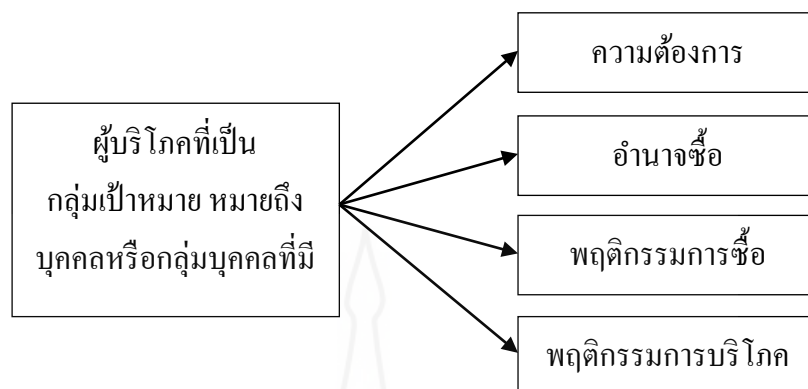 ผู้บริโภคที่เป็น
กลุ่มเป้าหมาย หมายถึง
บุคคลหรือกลุ่มบุคคลที่มี
ความต้องการ
อำนาจซื้อ
พฤติกรรมการซื้อ
พฤติกรรมการบริโภค